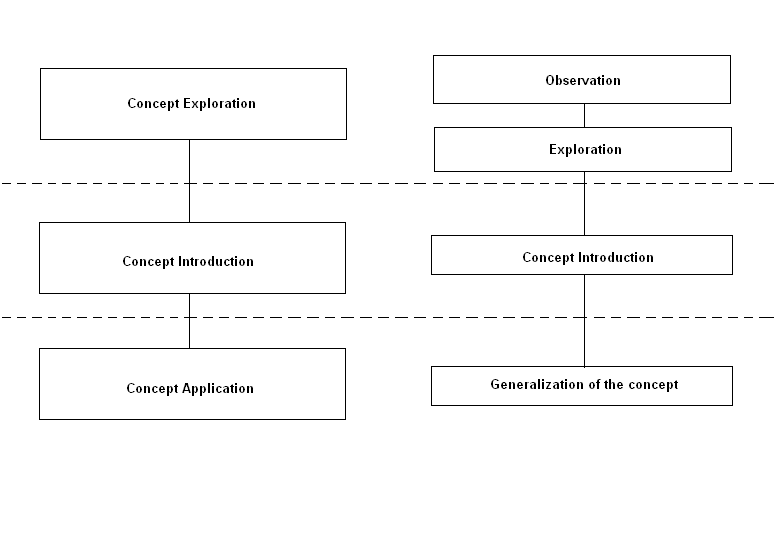 Concept Exploration
Concept Introduction
Concept Application
Observation
Exploration
Concept Introduction
Generalization of the concept